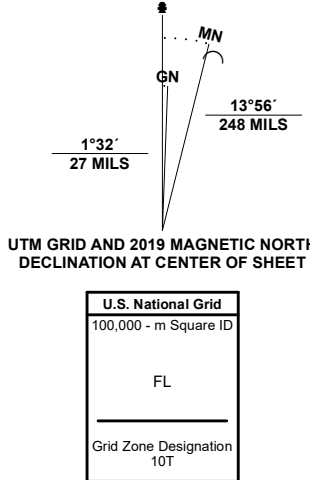 MN
GN
13°56´
248 MILS
1°32´
27 MILS
UTM GRID AND 2019 MAGNETIC NORTH
DECLINATION AT CENTER OF SHEET
U.S. National Grid
100,000 - m Square ID
FL
Grid Zone Designation
10T